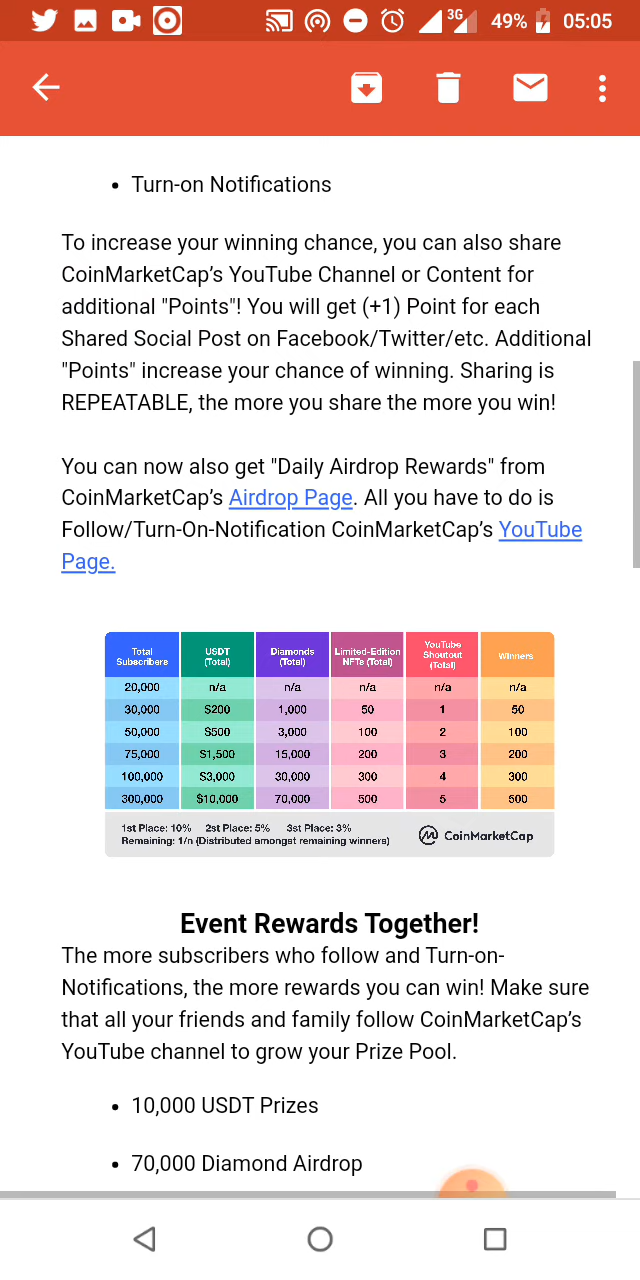 3G 49% 05:05
• Turn-on Notifications
To increase your winning chance, you can also share
CoinMarketCap’s YouTube Channel or Content for
additional "Points"! You will get (+1) Point for each
Shared Social Post on Facebook/Twitter/etc. Additional
"Points" increase your chance of winning. Sharing is
REPEATABLE, the more you share the more you win!
You can now also get "Daily Airdrop Rewards" from
CoinMarketCap’s Airdrop Page. All you have to do is
Follow/Turn-On-Notification CoinMarketCap’s YouTube
Page.
Total Subscribers USDT (Total) Diamonds (Total) Limited-Edition NFTs (Total) YouTube Shoutout (Total) Winners
20,000 n/a n/a n/a n/a n/a
30,000 $200 1,000 50 1 50
50,000 $500 3,000 100 2 100
75,000 $1,500 15,000 200 3 200
100,000 $3,000 30,000 300 4 300
300,000 $10,000 70,000 500 5 500
1st Place: 10% 2st Place: 5% 3st Place: 3%
Remaining: 1/n (Distributed amongst remaining winners)
CoinMarketCap
Event Rewards Together!
The more subscribers who follow and Turn-on-
Notifications, the more rewards you can win! Make sure
that all your friends and family follow CoinMarketCap’s
YouTube channel to grow your Prize Pool.
• 10,000 USDT Prizes
• 70,000 Diamond Airdrop